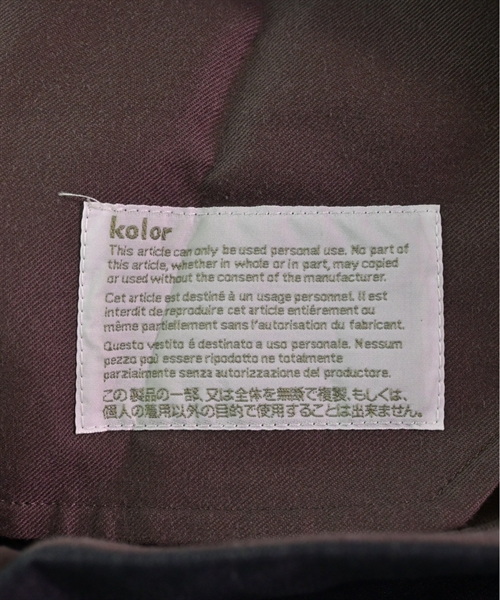 kolor
This article can only be used personal use. No part of
this article, whether in whole or in part, may copied
or used without the consent of the manufacturer.
Cet article est destiné à un usage personnel. Il est
interdit de reproduire cet article entiérement ou
même partiellement sans l'autorisation du fabricant.
Questo vestito é destinato a uso personale. Nessun
pezzo può essere ripodotto ne totalmente
parzialmente senza autorizzazione del productore.
この製品の一部、又は全体を無断で複製、もしくは、
個人の着用以外の目的で使用することは出来ません。